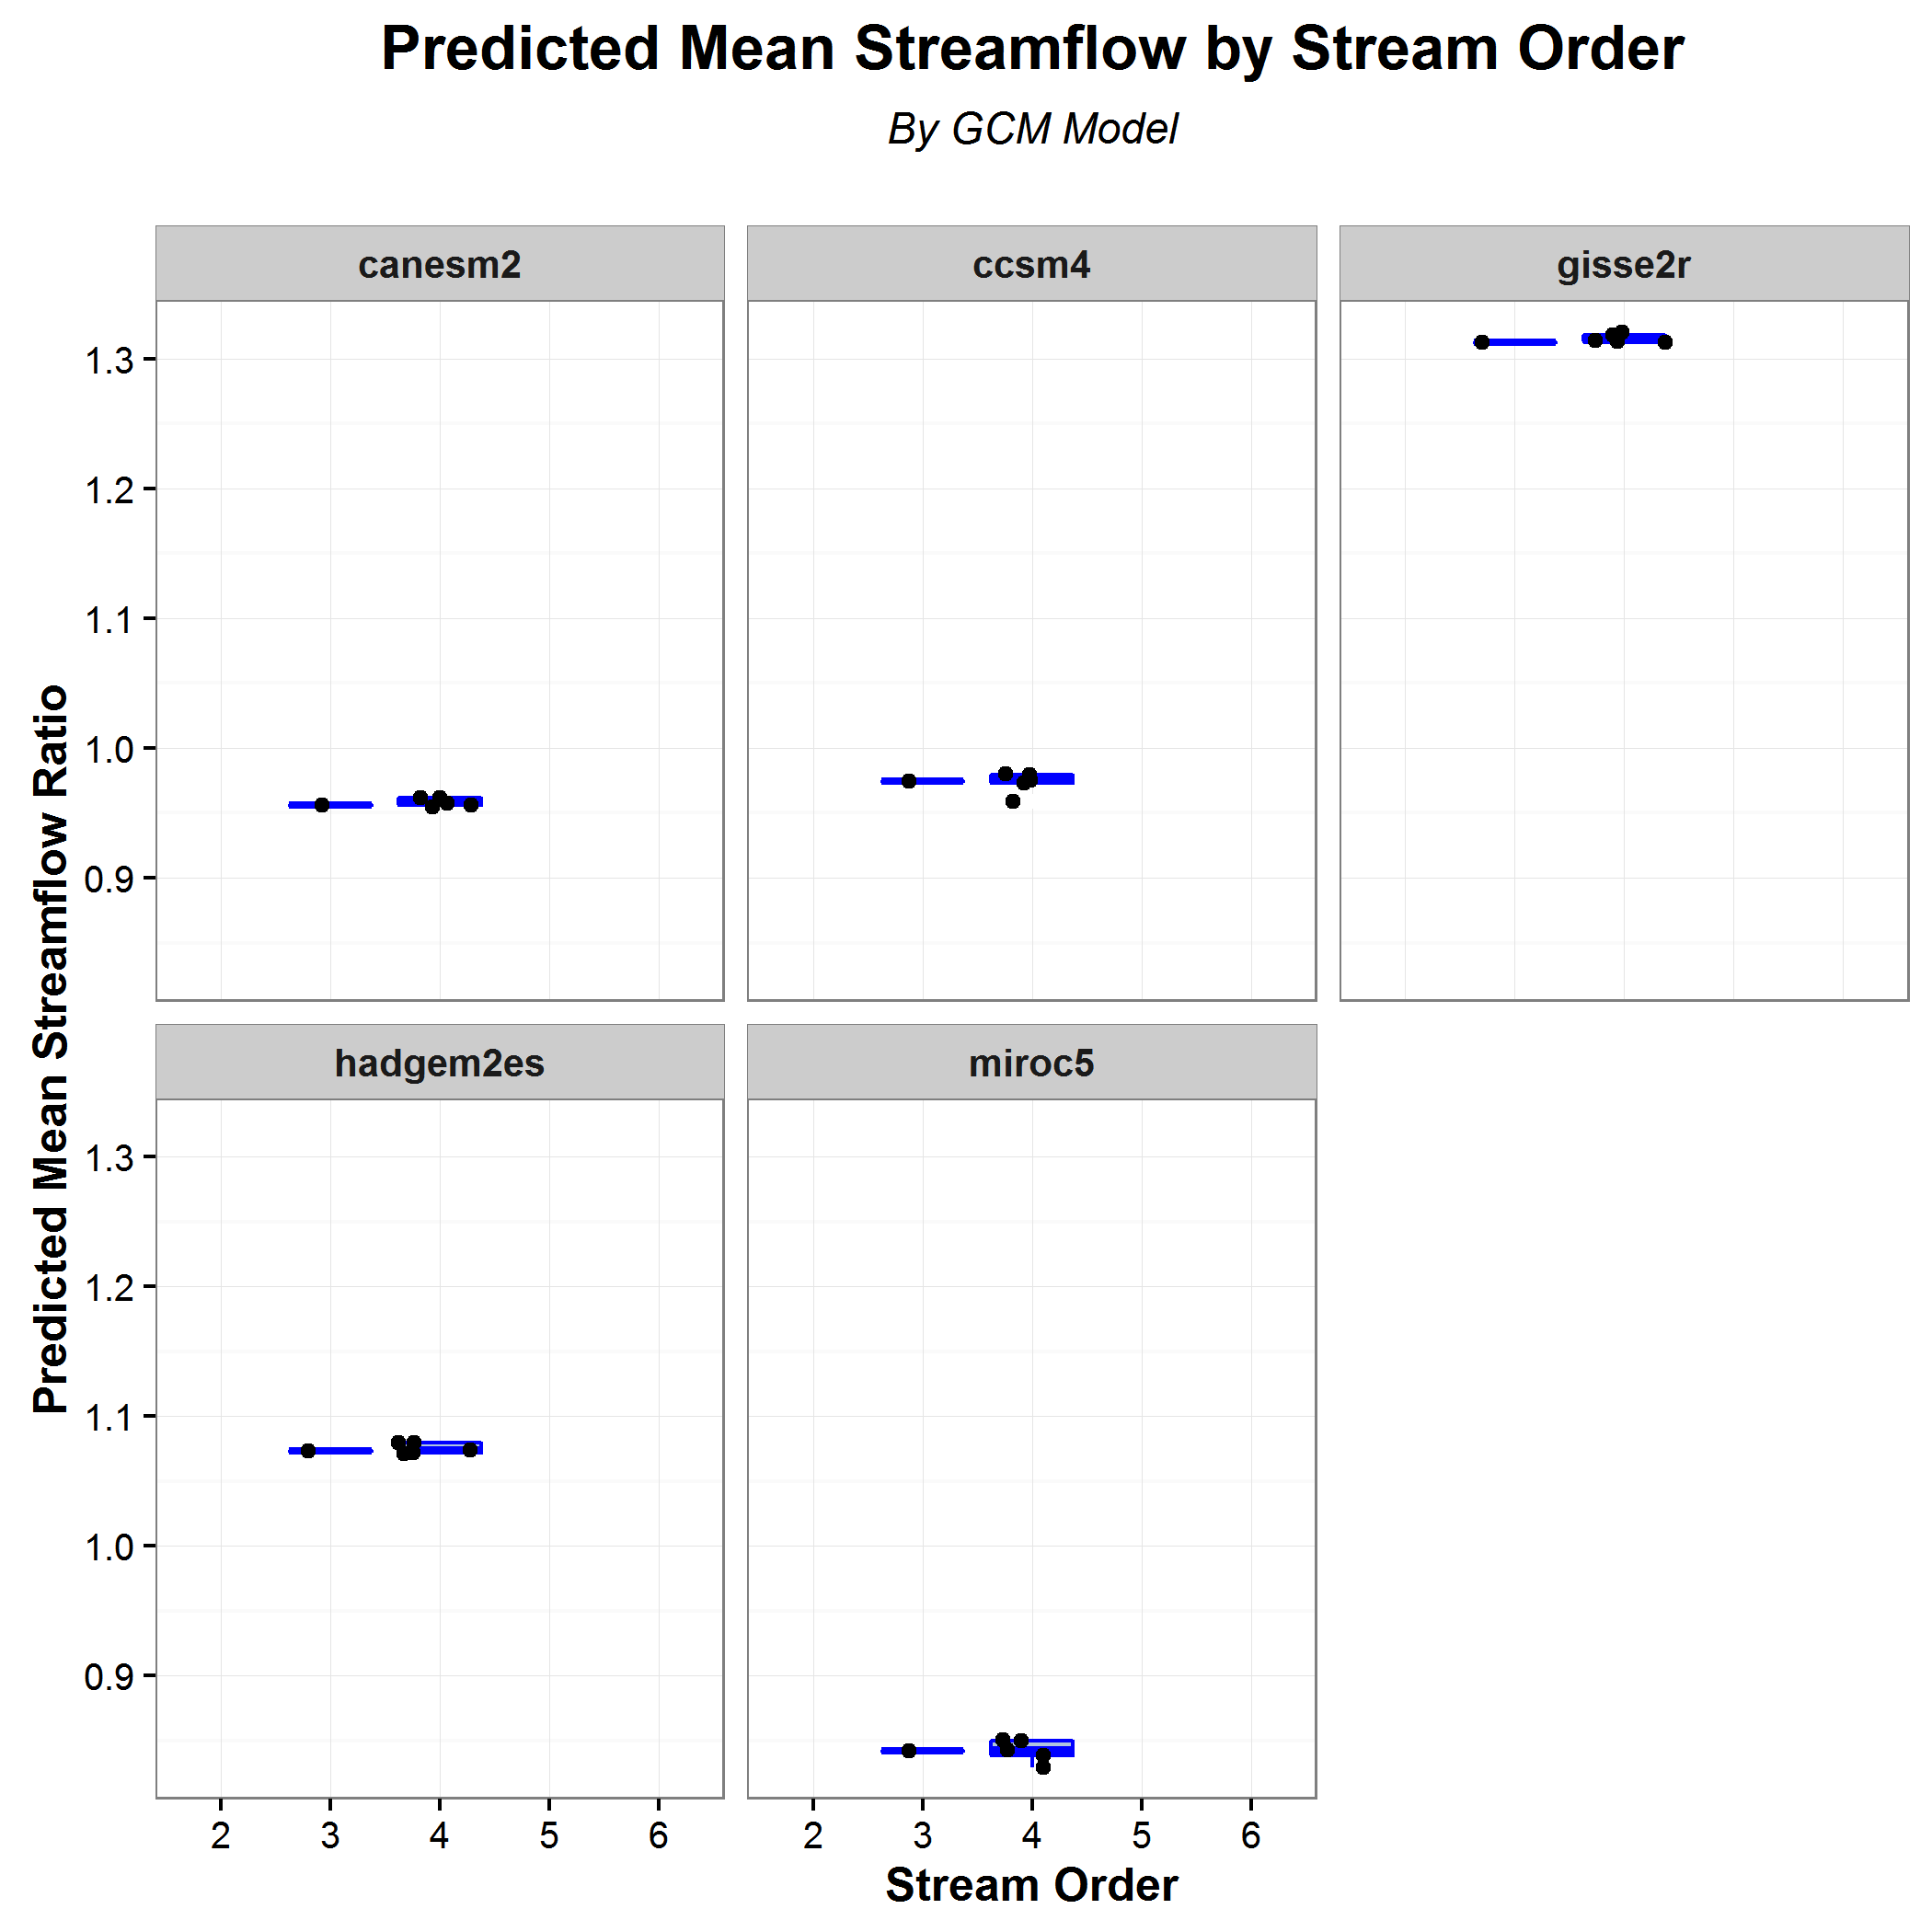 Predicted Mean Streamflow by Stream Order
By GCM Model
canesm2
ccsm4
gisse2r
1.3
1.2
1.1
1.0
0.9
Predicted Mean Streamflow Ratio
hadgem2es
miroc5
1.3
1.2
1.1
1.0
0.9
2 3 4 5 6
2 3 4 5 6
Stream Order